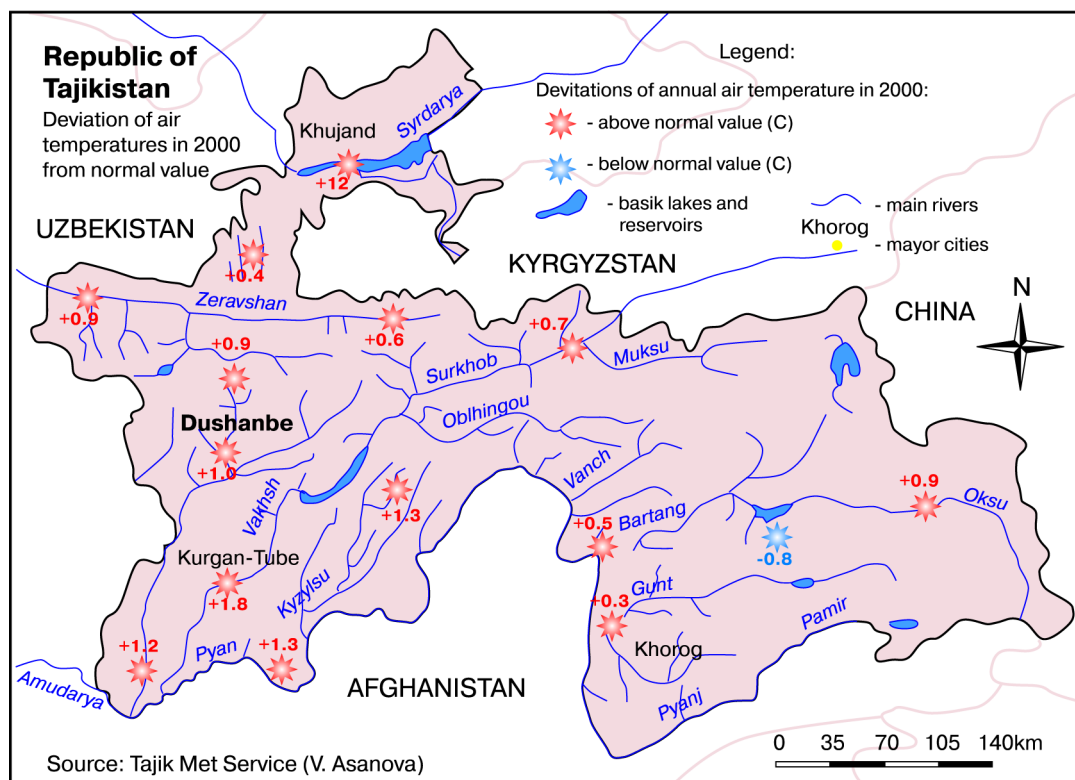 Republic of
Tajikistan
Deviation of air
temperatures in 2000
from normal value
Legend:
Devitations of annual air temperature in 2000:
- above normal value (C)
- below normal value (C)
- basik lakes and
reservoirs
- main rivers
Khorog
- mayor cities
Khujand
Syrdarya
+12
UZBEKISTAN
KYRGYZSTAN
CHINA
N
+0.4
Zeravshan
+0.9
+0.6
+0.7
+0.9
Surkhob
Muksu
Oblhingou
Dushanbe
+1.0
Vakhsh
+1.3
Vanch
Bartang
+0.5
+0.9
Oksu
-0.8
Kurgan-Tube
+1.8
Kyzylsu
Gunt
+0.3
Pamir
Khorog
+1.2
Pyan
+1.3
Amudarya
AFGHANISTAN
Pyanj
0 35 70 105 140km
Source: Tajik Met Service (V. Asanova)